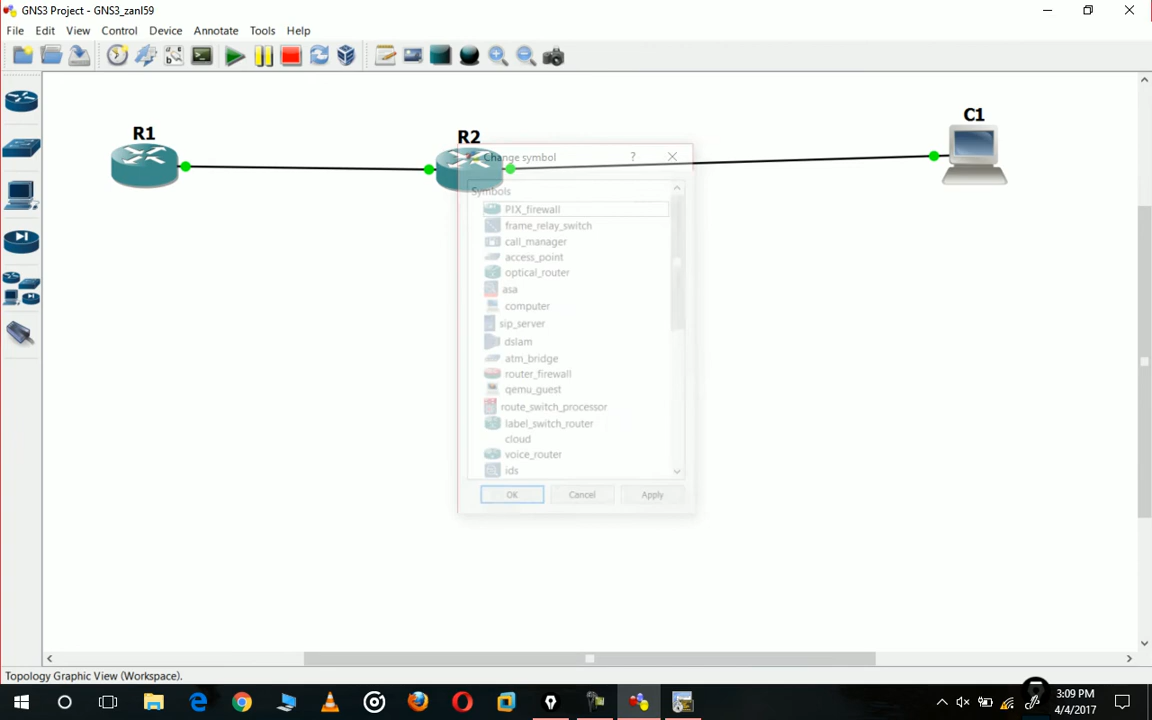 GNS3 Project - GNS3_zanl59
File Edit View Control Device Annotate Tools Help
R1
R2
C1
Change symbol
Symbols
PIX_firewall
frame_relay_switch
call_manager
access_point
optical_router
asa
computer
sip_server
dslam
atm_bridge
router_firewall
qemu_guest
route_switch_processor
label_switch_router
cloud
voice_router
ids
OK Cancel Apply
Topology Graphic View (Workspace).
3:09 PM
4/4/2017